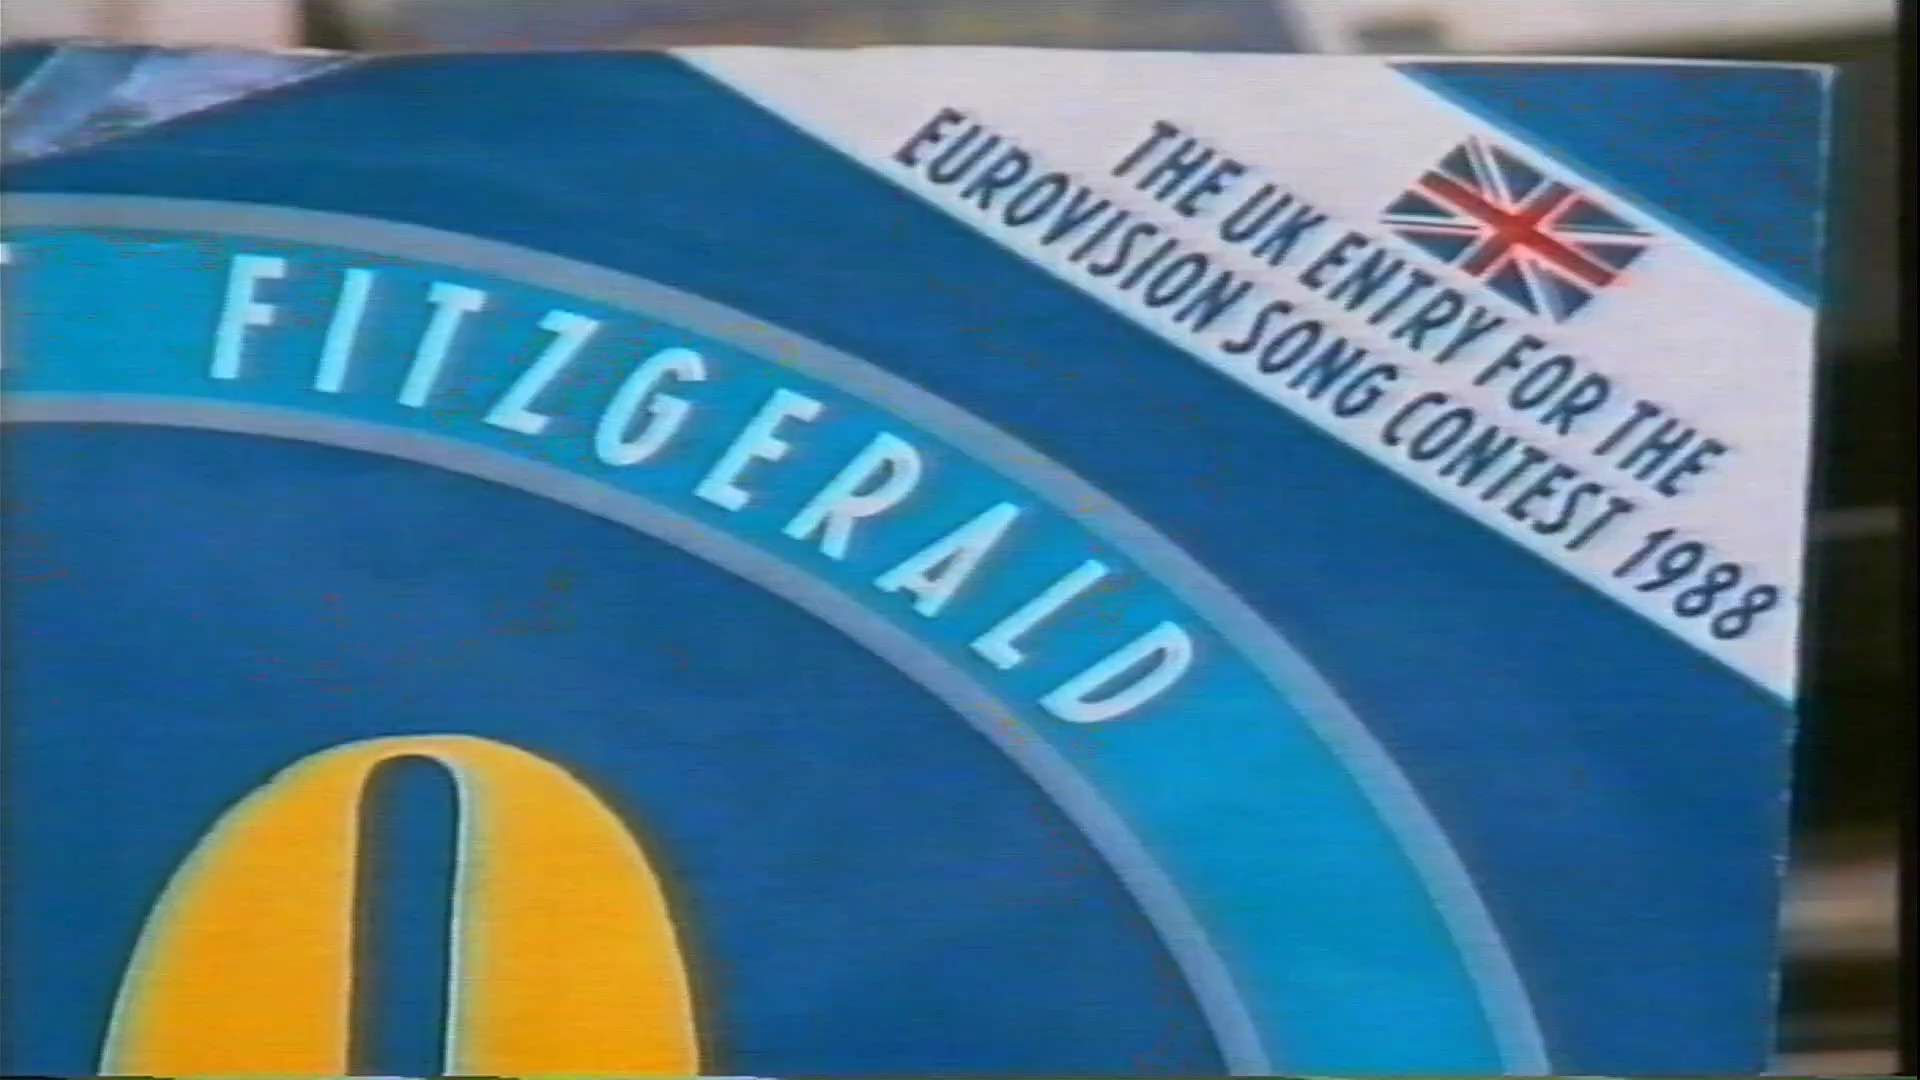 THE UK ENTRY FOR THE
EUROVISION SONG CONTEST 1988
FITZGERALD